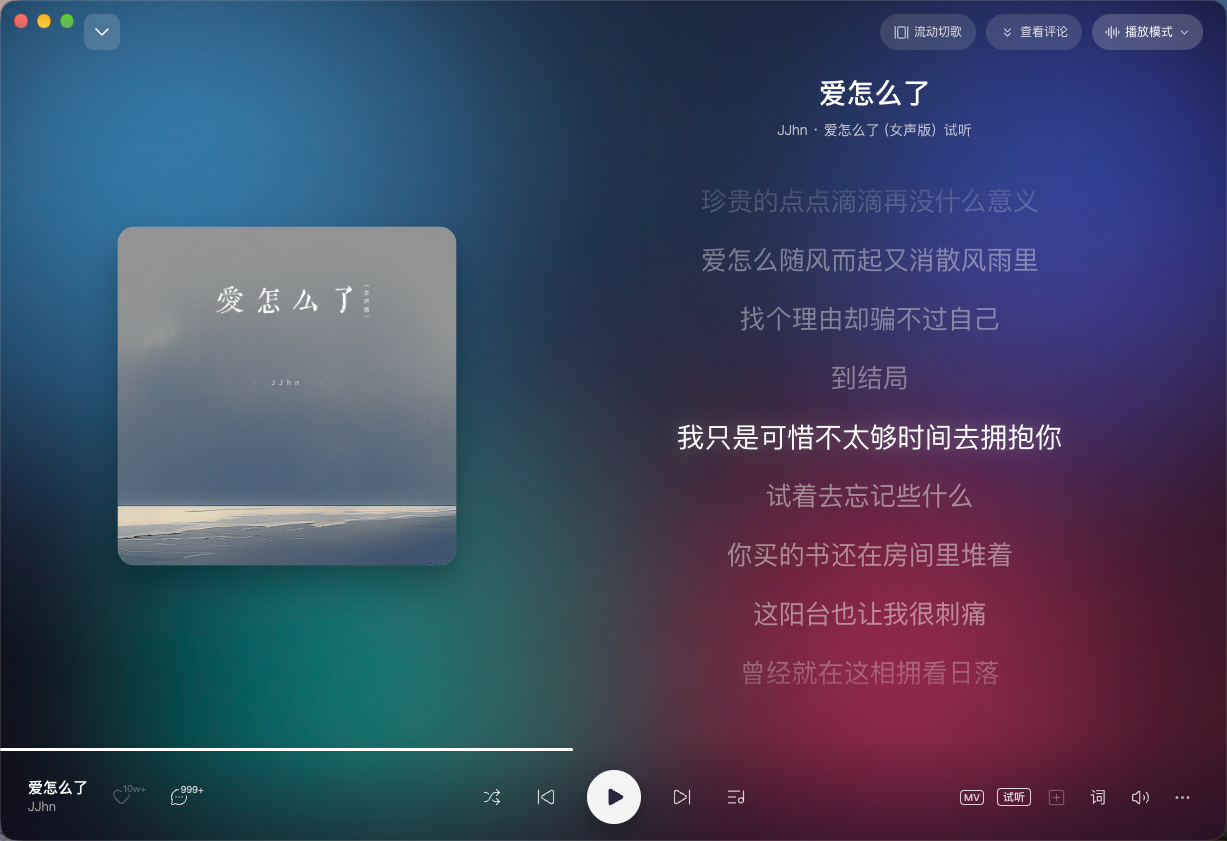 流动切歌
查看评论
播放模式
爱怎么了
JJhn · 爱怎么了 (女声版) 试听
珍贵的点点滴滴再没什么意义
爱怎么随风而起又消散风雨里
找个理由却骗不过自己
到结局
我只是可惜不太够时间去拥抱你
试着去忘记些什么
你买的书还在房间里堆着
这阳台也让我很刺痛
曾经就在这相拥看日落
愛怎么了
(女声版)
— JJhn —
爱怎么了
JJhn
10w+
999+
MV
试听
词